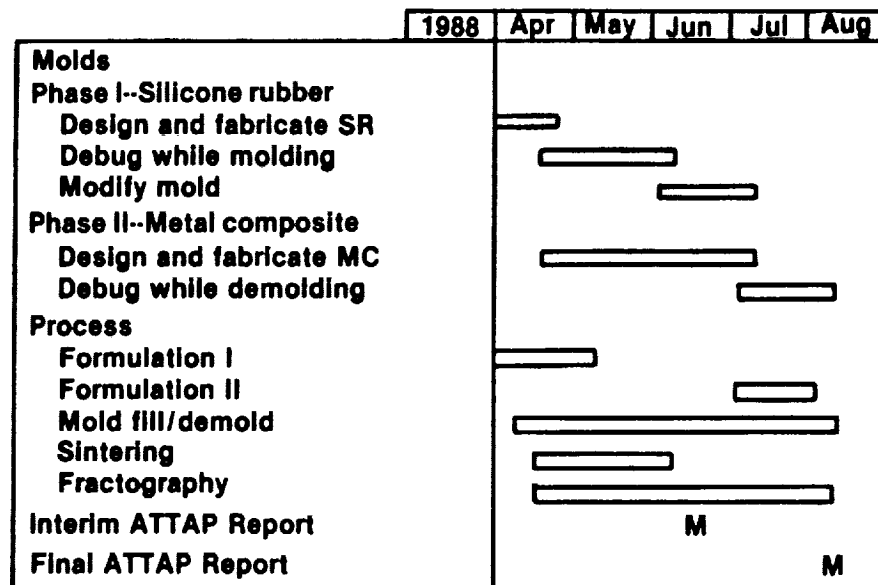 1988 Apr May Jun Jul Aug
Molds
Phase I--Silicone rubber
Design and fabricate SR
Debug while molding
Modify mold
Phase II--Metal composite
Design and fabricate MC
Debug while demolding
Process
Formulation I
Formulation II
Mold fill/demold
Sintering
Fractography
Interim ATTAP Report M
Final ATTAP Report M